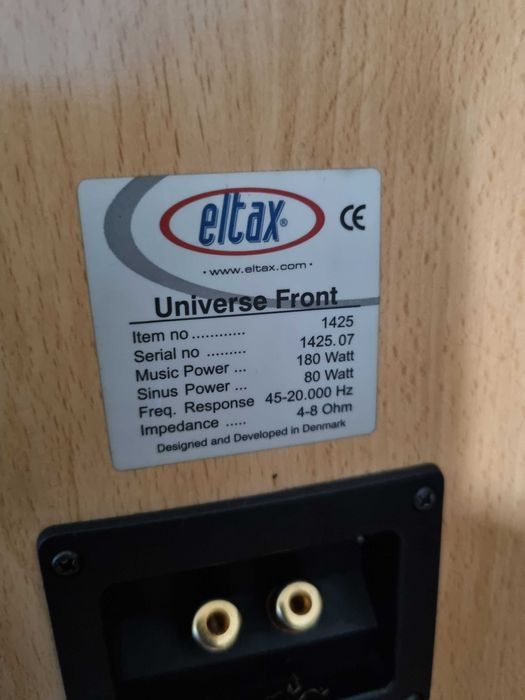 eltax®
CE
· www.eltax.com ·
Universe Front
Item no ............ 1425
Serial no ......... 1425.07
Music Power ... 180 Watt
Sinus Power ... 80 Watt
Freq. Response 45-20.000 Hz
Impedance ..... 4-8 Ohm
Designed and Developed in Denmark